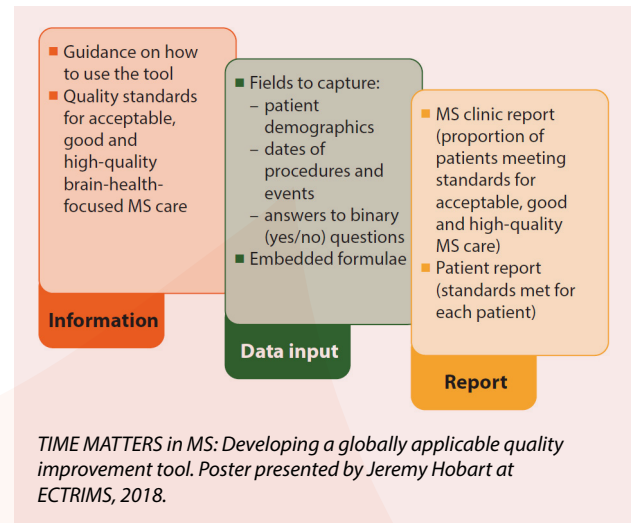 ■ Guidance on how
to use the tool
■ Quality standards
for acceptable,
good and
high-quality
brain-health-
focused MS care
Information
■ Fields to capture:
– patient
demographics
– dates of
procedures and
events
– answers to binary
(yes/no) questions
■ Embedded formulae
Data input
■ MS clinic report
(proportion of
patients meeting
standards for
acceptable, good
and high-quality
MS care)
■ Patient report
(standards met for
each patient)
Report
TIME MATTERS in MS: Developing a globally applicable quality
improvement tool. Poster presented by Jeremy Hobart at
ECTRIMS, 2018.